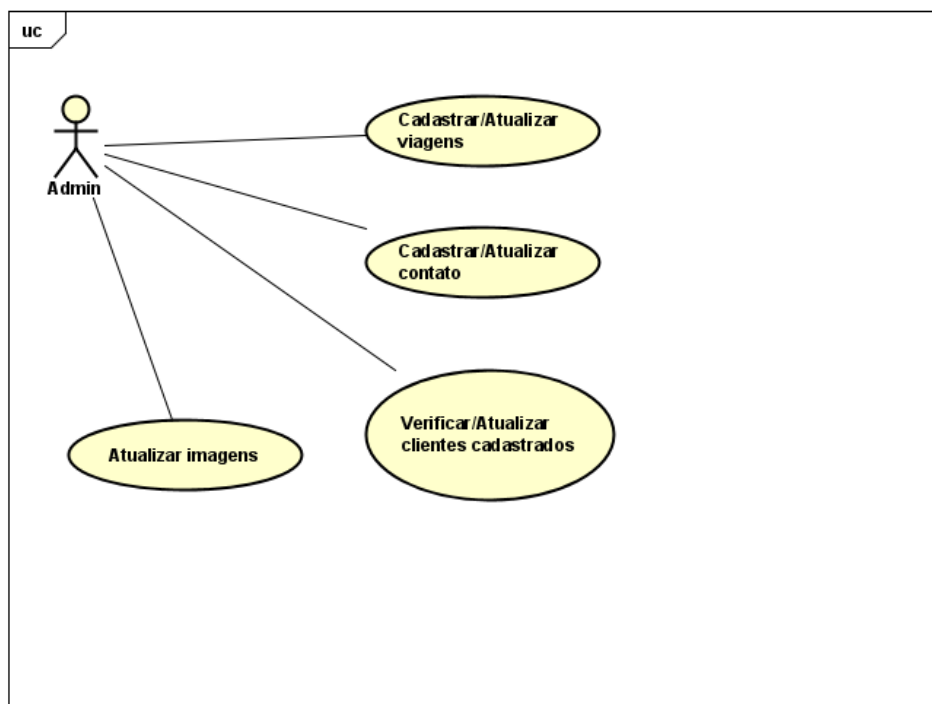 uc
Admin
Cadastrar/Atualizar
viagens
Cadastrar/Atualizar
contato
Verificar/Atualizar
clientes cadastrados
Atualizar imagens